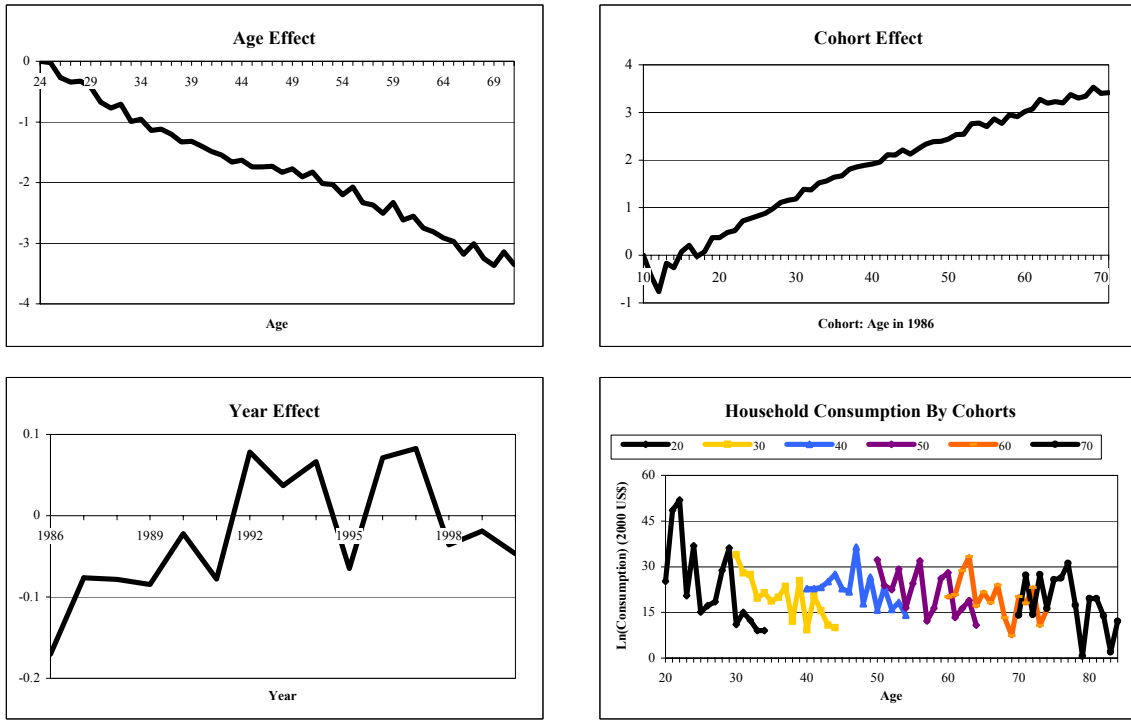 Age Effect
0
24 29 34 39 44 49 54 59 64 69
-1
-2
-3
-4
Age
Cohort Effect
4
3
2
1
0
10 20 30 40 50 60 70
-1
Cohort: Age in 1986
Year Effect
0.1
0
1986 1989 1992 1995 1998
-0.1
-0.2
Year
Household Consumption By Cohorts
20 30 40 50 60 70
Ln(Consumption) (2000 US$)
60
45
30
15
0
20 30 40 50 60 70 80
Age